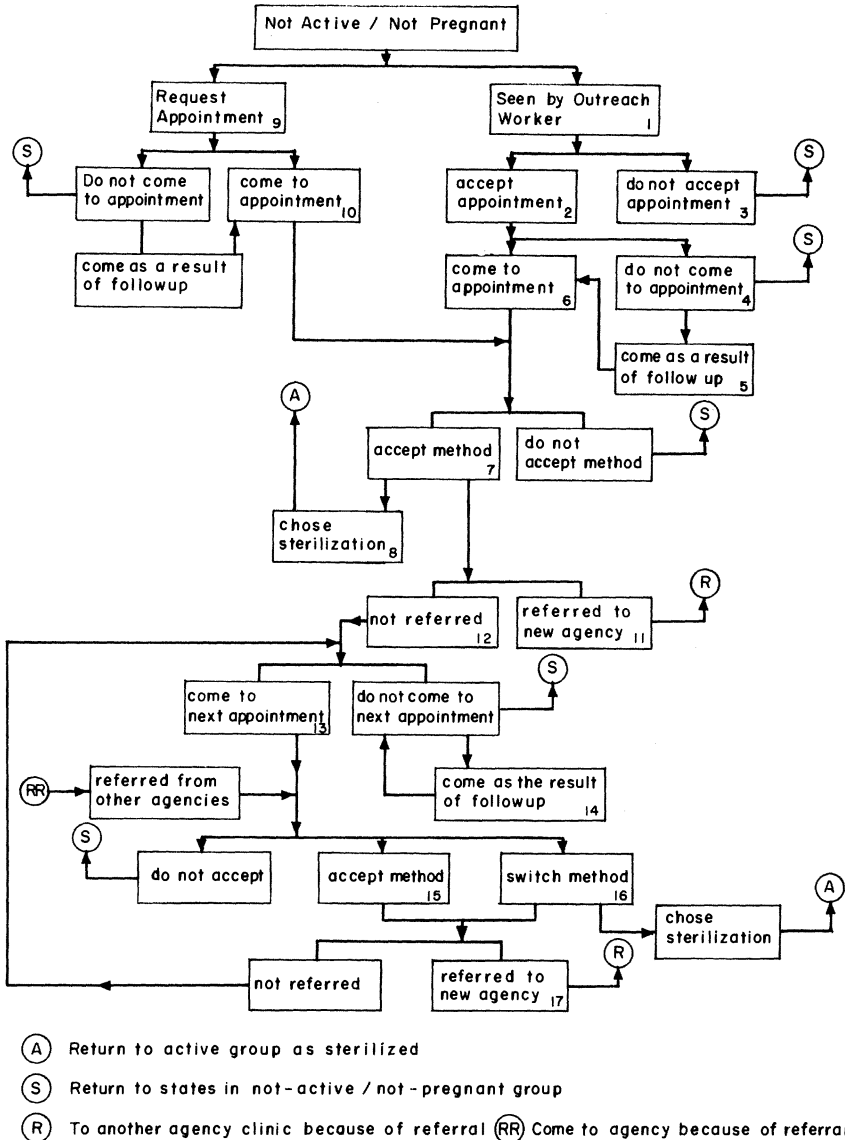 Not Active / Not Pregnant
Request
Appointment 9
Seen by Outreach
Worker 1
S
Do not come
to appointment
come to
appointment 10
accept
appointment 2
do not accept
appointment 3
S
come as a result
of followup
come to
appointment 6
do not come
to appointment 4
S
come as a result
of follow up 5
A
accept method
7
do not
accept method
S
chose
sterilization 8
not referred
12
referred to
new agency 11
R
come to
next appointment
13
do not come to
next appointment
S
RR
referred from
other agencies
come as the result
of followup 14
S
do not accept
accept method
15
switch method
16
chose
sterilization
A
not referred
referred to
new agency 17
R
A Return to active group as sterilized
S Return to states in not-active / not-pregnant group
R To another agency clinic because of referral RR Come to agency because of referral